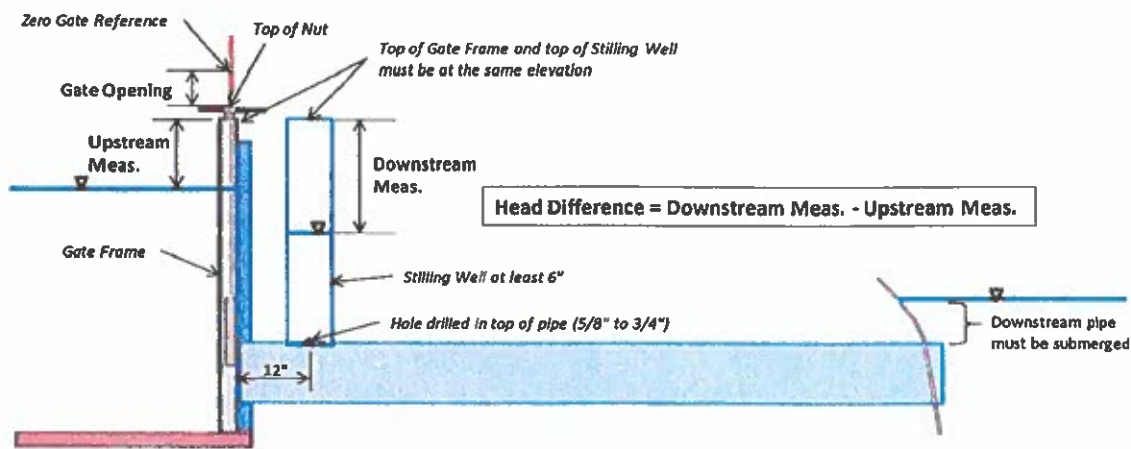 Zero Gate Reference
Top of Nut
Top of Gate Frame and top of Stilling Well
must be at the same elevation
Gate Opening
Upstream
Meas.
Downstream
Meas.
Head Difference = Downstream Meas. - Upstream Meas.
Gate Frame
Stilling Well at least 6"
Hole drilled in top of pipe (5/8" to 3/4")
Downstream pipe
must be submerged
12"